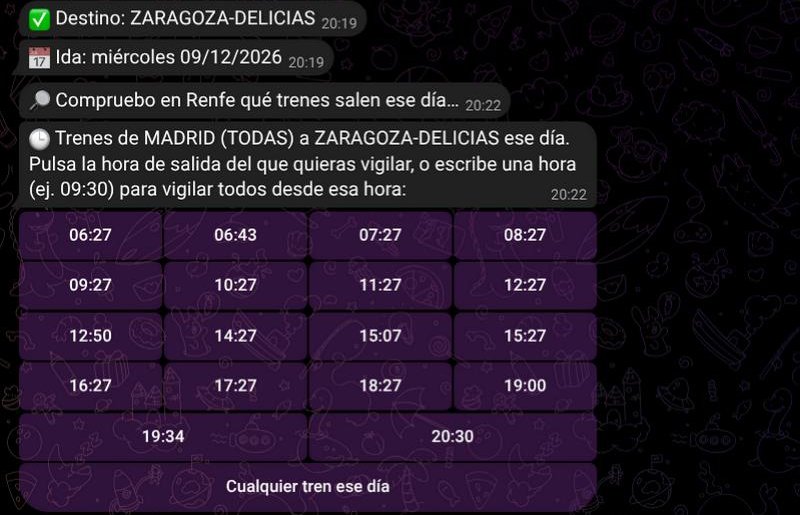 ✅ Destino: ZARAGOZA-DELICIAS 20:19
📅 Ida: miércoles 09/12/2026 20:19
🔎 Compruebo en Renfe qué trenes salen ese día... 20:22
🕒 Trenes de MADRID (TODAS) a ZARAGOZA-DELICIAS ese día.
Pulsa la hora de salida del que quieras vigilar, o escribe una hora
(ej. 09:30) para vigilar todos desde esa hora: 20:22
06:27 06:43 07:27 08:27
09:27 10:27 11:27 12:27
12:50 14:27 15:07 15:27
16:27 17:27 18:27 19:00
19:34 20:30
Cualquier tren ese día